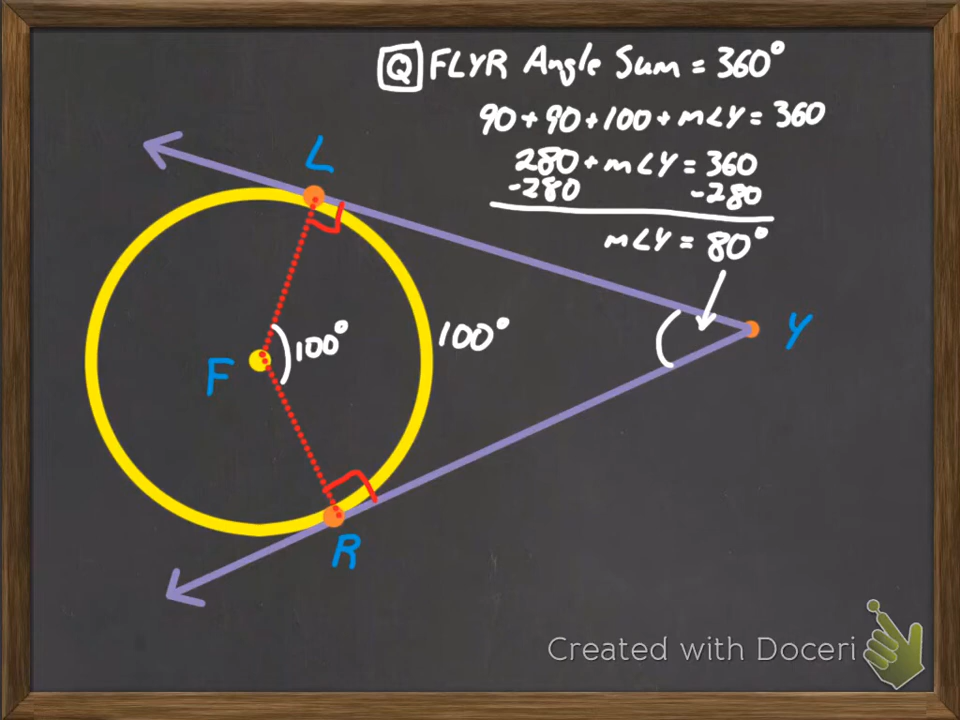 Q FLYR Angle Sum = 360°
90 + 90 + 100 + m∠Y = 360
280 + m∠Y = 360
-280 -280
m∠Y = 80°
L
100°
100°
Y
F
R
Created with Doceri